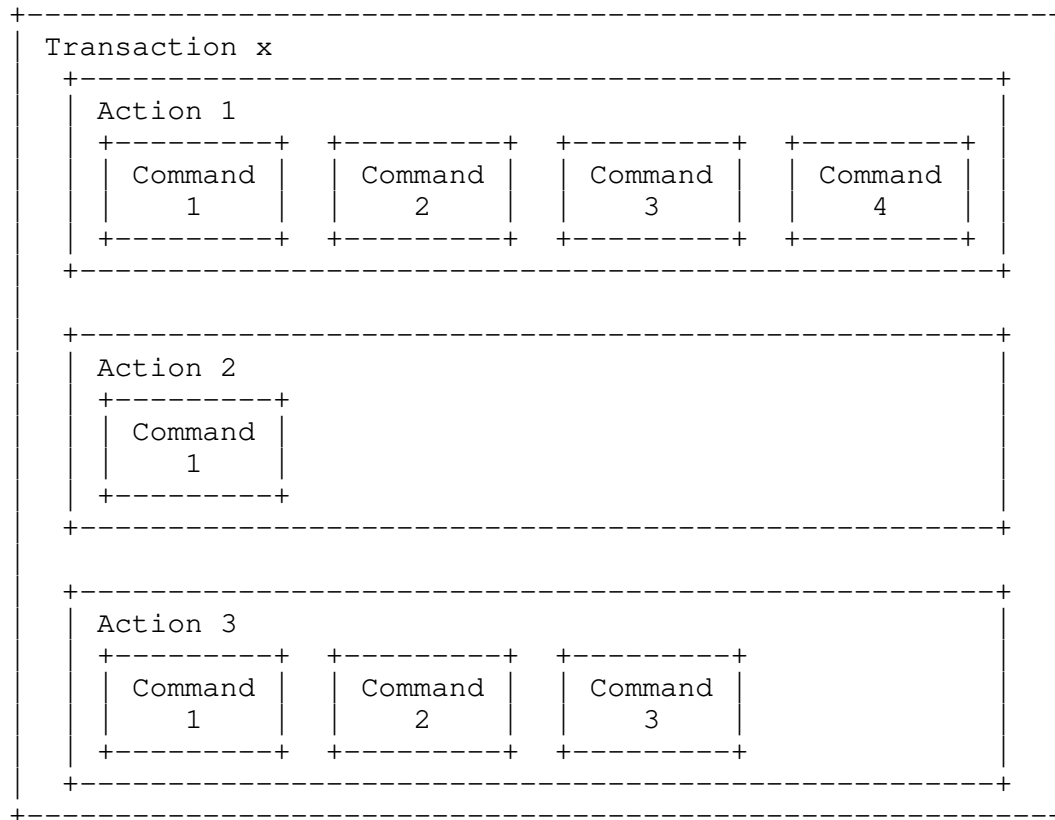 Transaction x
Action 1
Command Command Command Command
1 2 3 4
Action 2
Command
1
Action 3
Command Command Command
1 2 3